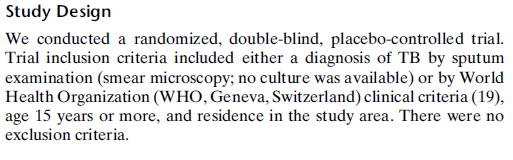 Study Design
We conducted a randomized, double-blind, placebo-controlled trial.
Trial inclusion criteria included either a diagnosis of TB by sputum
examination (smear microscopy; no culture was available) or by World
Health Organization (WHO, Geneva, Switzerland) clinical criteria (19),
age 15 years or more, and residence in the study area. There were no
exclusion criteria.